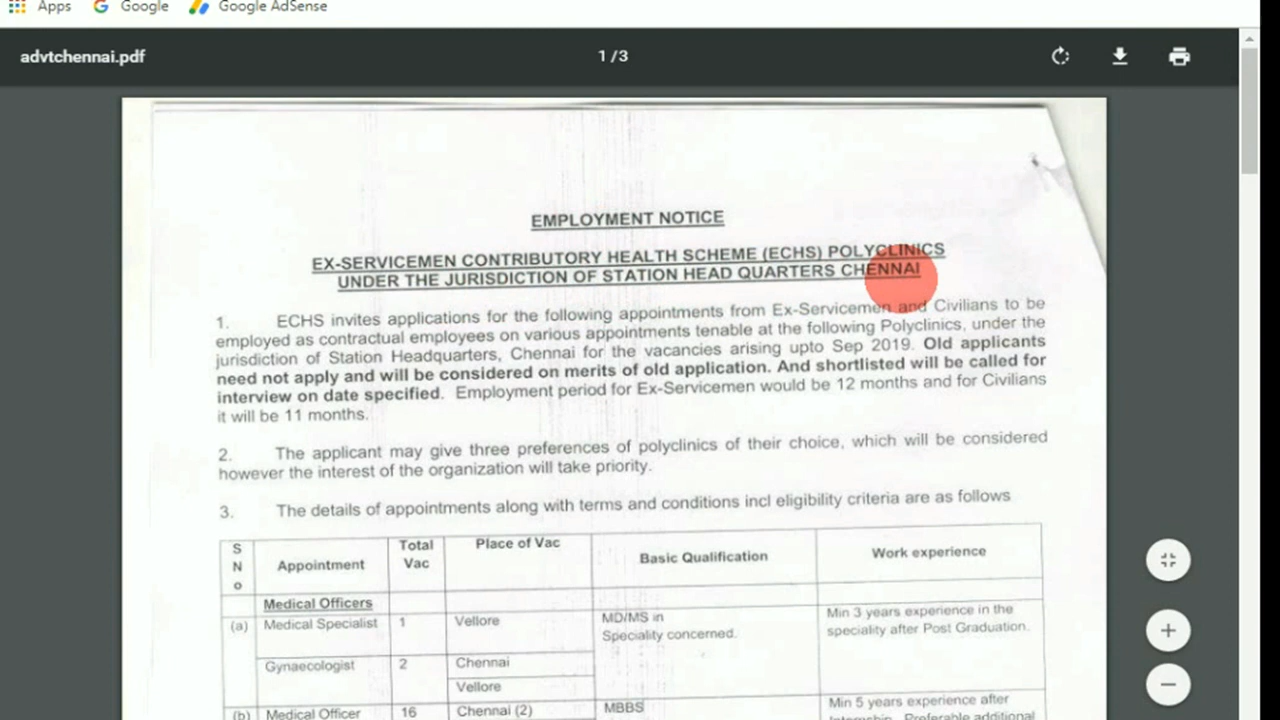 Apps Google Google AdSense
advtchennai.pdf 1 / 3
EMPLOYMENT NOTICE
EX-SERVICEMEN CONTRIBUTORY HEALTH SCHEME (ECHS) POLYCLINICS
UNDER THE JURISDICTION OF STATION HEAD QUARTERS CHENNAI
1. ECHS invites applications for the following appointments from Ex-Servicemen and Civilians to be
employed as contractual employees on various appointments tenable at the following Polyclinics, under the
jurisdiction of Station Headquarters, Chennai for the vacancies arising upto Sep 2019. Old applicants
need not apply and will be considered on merits of old application. And shortlisted will be called for
interview on date specified. Employment period for Ex-Servicemen would be 12 months and for Civilians
it will be 11 months.
2. The applicant may give three preferences of polyclinics of their choice, which will be considered
however the interest of the organization will take priority.
3. The details of appointments along with terms and conditions incl eligibility criteria are as follows
S
N
o
Appointment
Total
Vac
Place of Vac
Basic Qualification
Work experience
Medical Officers
(a) Medical Specialist 1 Vellore
MD/MS in
Speciality concerned.
Min 3 years experience in the
speciality after Post Graduation.
Gynaecologist 2 Chennai
Vellore
(b) Medical Officer 16 Chennai (2) MBBS
Min 5 years experience after
Internship. Preferable additional